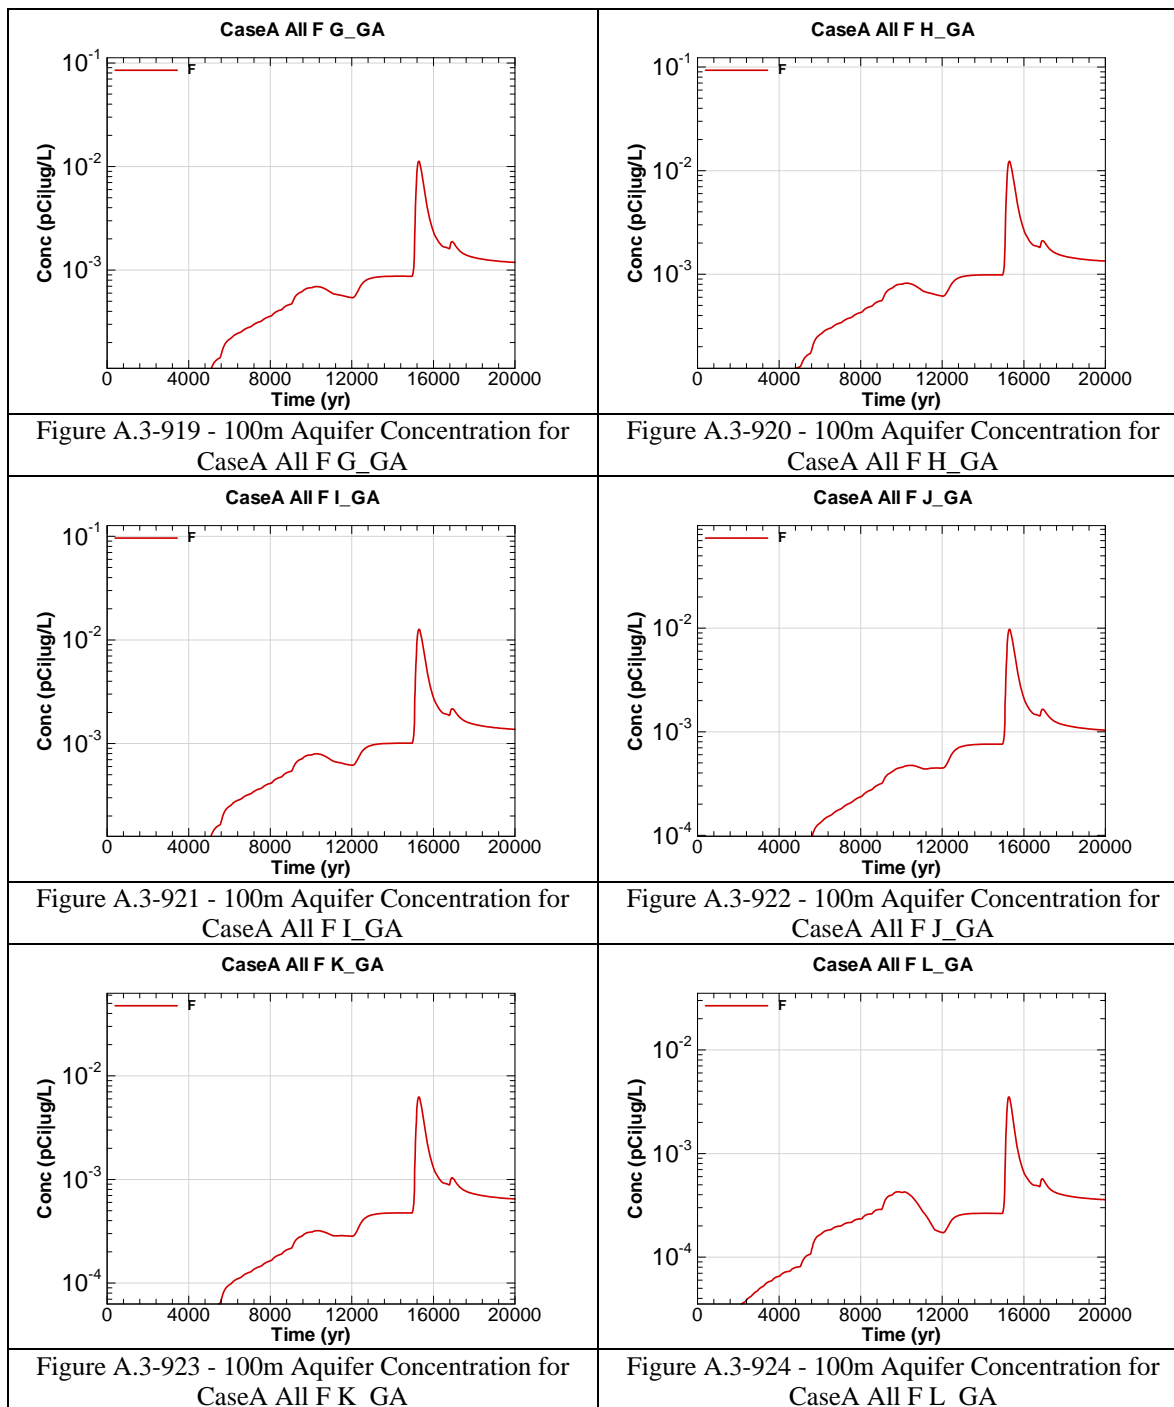 CaseA All F G_GA
F
Conc (pCi|ug/L)
10-1
10-2
10-3
0 4000 8000 12000 16000 20000
Time (yr)
Figure A.3-919 - 100m Aquifer Concentration for
CaseA All F G_GA
CaseA All F H_GA
F
Conc (pCi|ug/L)
10-1
10-2
10-3
0 4000 8000 12000 16000 20000
Time (yr)
Figure A.3-920 - 100m Aquifer Concentration for
CaseA All F H_GA
CaseA All F I_GA
F
Conc (pCi|ug/L)
10-1
10-2
10-3
0 4000 8000 12000 16000 20000
Time (yr)
Figure A.3-921 - 100m Aquifer Concentration for
CaseA All F I_GA
CaseA All F J_GA
F
Conc (pCi|ug/L)
10-2
10-3
10-4
0 4000 8000 12000 16000 20000
Time (yr)
Figure A.3-922 - 100m Aquifer Concentration for
CaseA All F J_GA
CaseA All F K_GA
F
Conc (pCi|ug/L)
10-2
10-3
10-4
0 4000 8000 12000 16000 20000
Time (yr)
Figure A.3-923 - 100m Aquifer Concentration for
CaseA All F K_GA
CaseA All F L_GA
F
Conc (pCi|ug/L)
10-2
10-3
10-4
0 4000 8000 12000 16000 20000
Time (yr)
Figure A.3-924 - 100m Aquifer Concentration for
CaseA All F L_GA